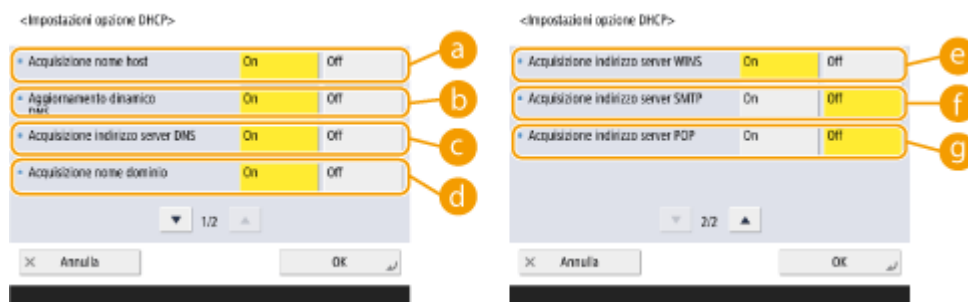 <Impostazioni opzione DHCP>
Acquisizione nome host On Off
a
Aggiornamento dinamico
DNS On Off
b
Acquisizione indirizzo server DNS On Off
c
Acquisizione nome dominio On Off
d
1/2
Annulla OK
<Impostazioni opzione DHCP>
Acquisizione indirizzo server WINS On Off
e
Acquisizione indirizzo server SMTP On Off
f
Acquisizione indirizzo server POP On Off
g
2/2
Annulla OK